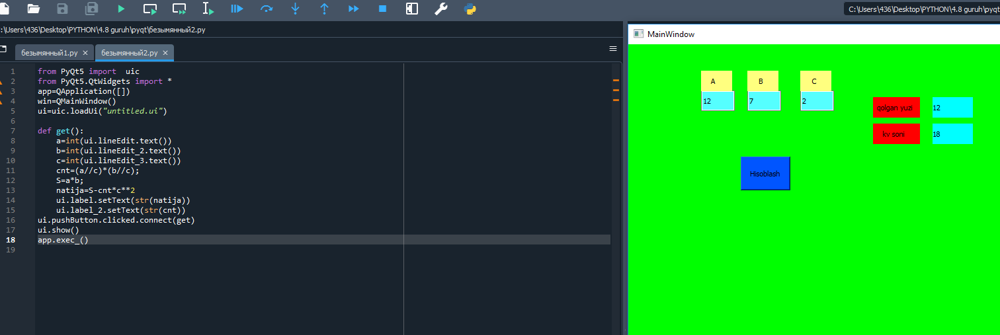 C:\Users\436\Desktop\PYTHON\4.8 guruh\pyqt
:\Users\436\Desktop\PYTHON\4.8 guruh\pyqt\безымянный2.py
безымянный1.py
безымянный2.py
1 from PyQt5 import  uic
2 from PyQt5.QtWidgets import *
3 app=QApplication([])
4 win=QMainWindow()
5 ui=uic.loadUi("untitled.ui")
6
7 def get():
8     a=int(ui.lineEdit.text())
9     b=int(ui.lineEdit_2.text())
10     c=int(ui.lineEdit_3.text())
11     cnt=(a//c)*(b//c);
12     S=a*b;
13     natija=S-cnt*c**2
14     ui.label.setText(str(natija))
15     ui.label_2.setText(str(cnt))
16 ui.pushButton.clicked.connect(get)
17 ui.show()
18 app.exec_()
19
MainWindow
A B C
12 7 2
qolgan yuzi 12
kv soni 18
Hisoblash